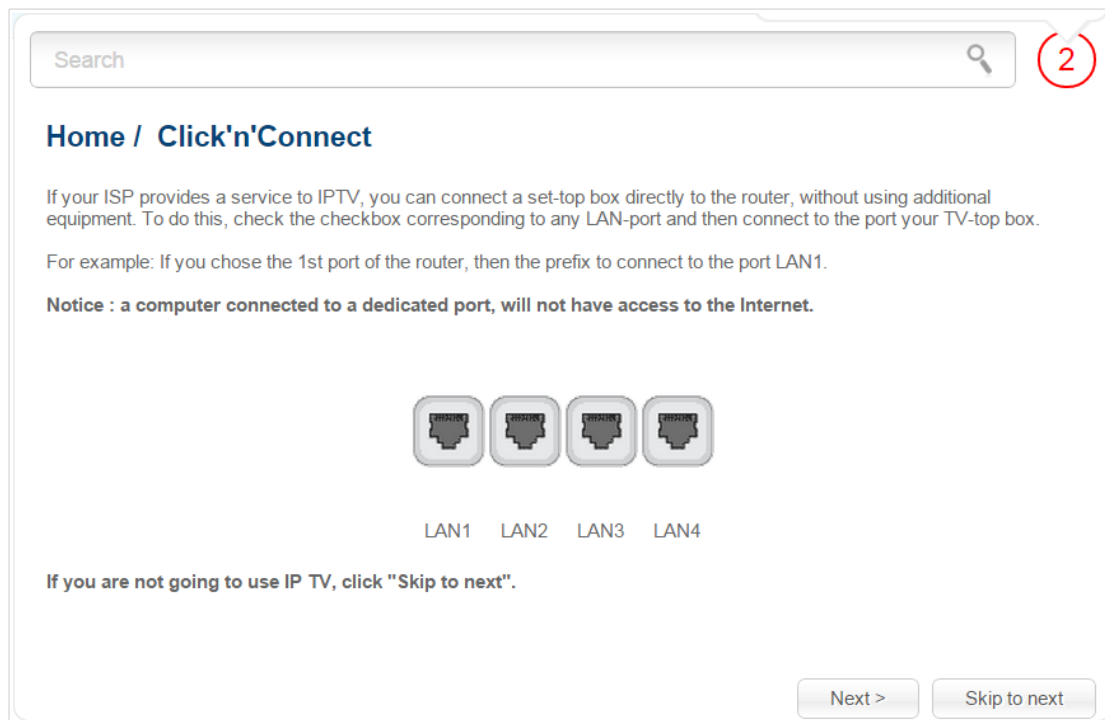 Search
2
Home / Click'n'Connect
If your ISP provides a service to IPTV, you can connect a set-top box directly to the router, without using additional
equipment. To do this, check the checkbox corresponding to any LAN-port and then connect to the port your TV-top box.
For example: If you chose the 1st port of the router, then the prefix to connect to the port LAN1.
Notice : a computer connected to a dedicated port, will not have access to the Internet.
LAN1 LAN2 LAN3 LAN4
If you are not going to use IP TV, click "Skip to next".
Next > Skip to next